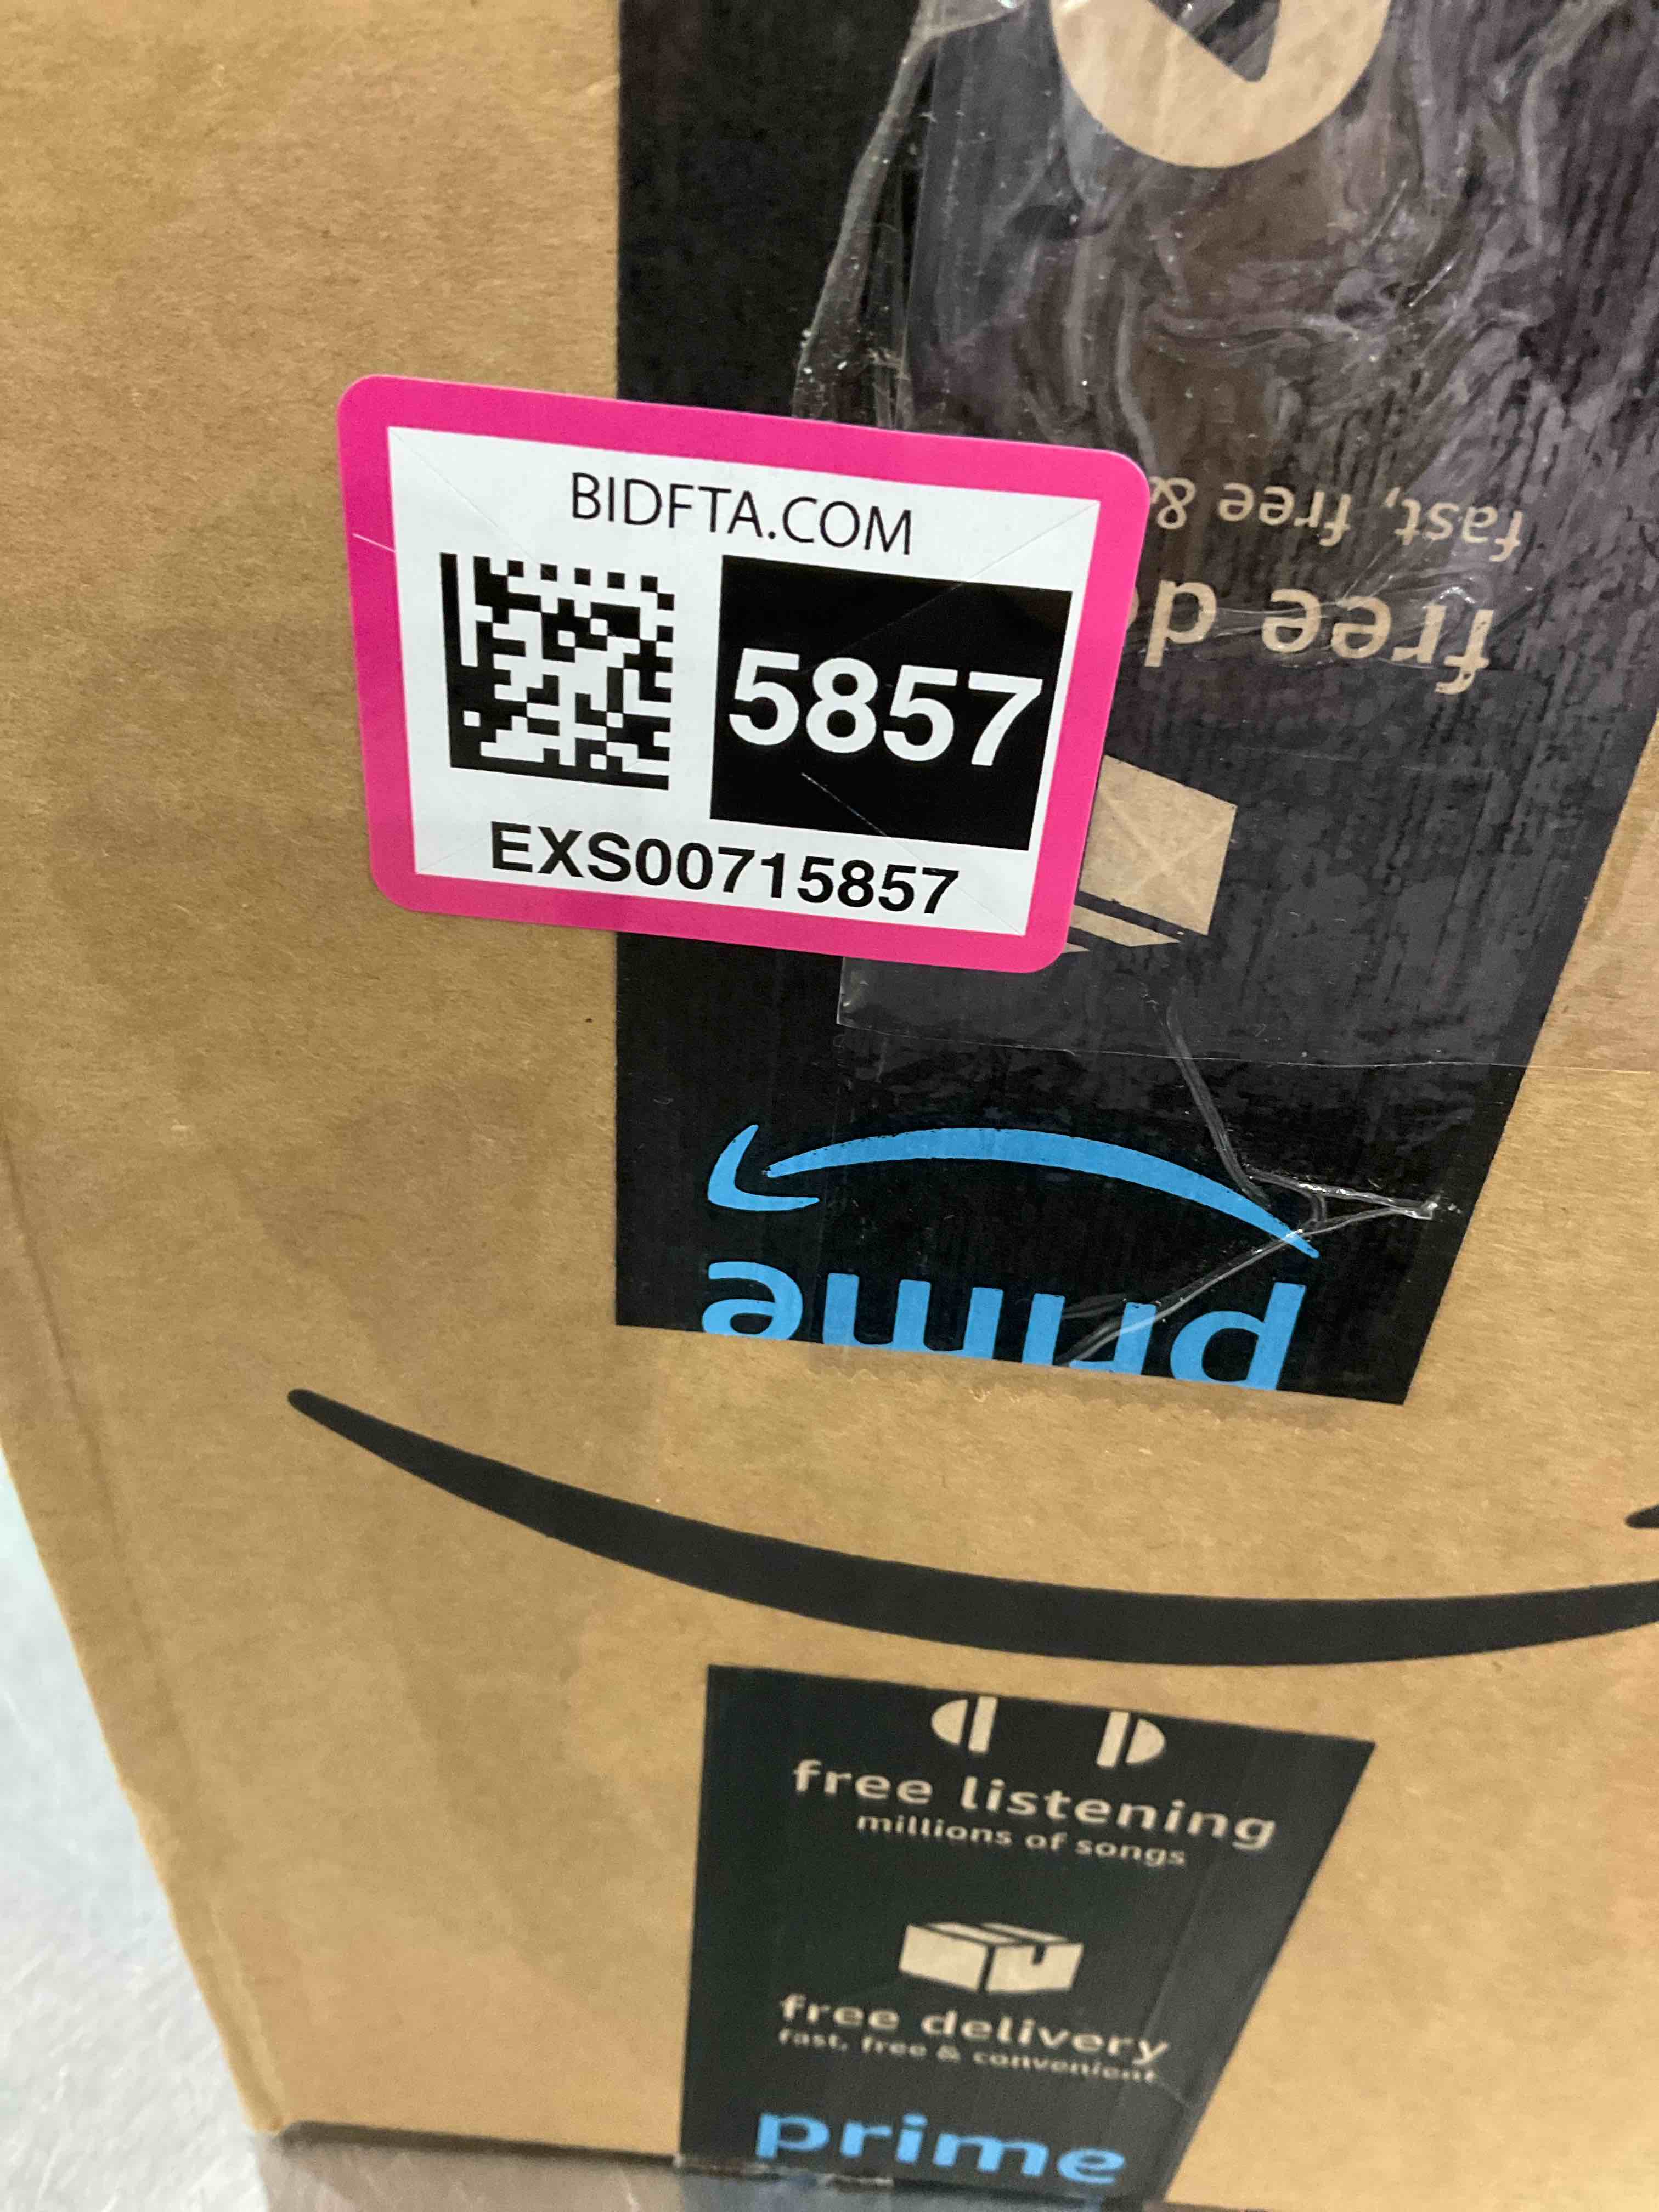 fast, free &
free d
BIDFTA.COM
5857
EXS00715857
prime
free listening
millions of songs
free delivery
fast, free & convenient
prime